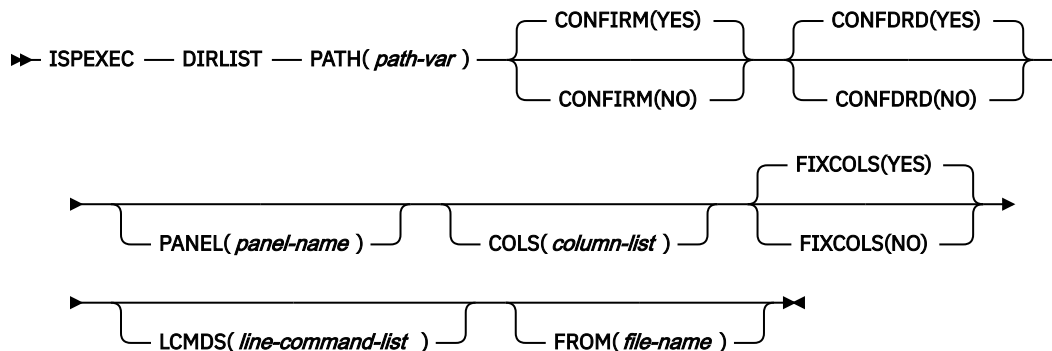 CONFIRM(YES) CONFDRD(YES)
ISPEXEC DIRLIST PATH( path-var )
CONFIRM(NO) CONFDRD(NO)
FIXCOLS(YES)
PANEL( panel-name ) COLS( column-list ) FIXCOLS(NO)
LCMDS( line-command-list ) FROM( file-name )